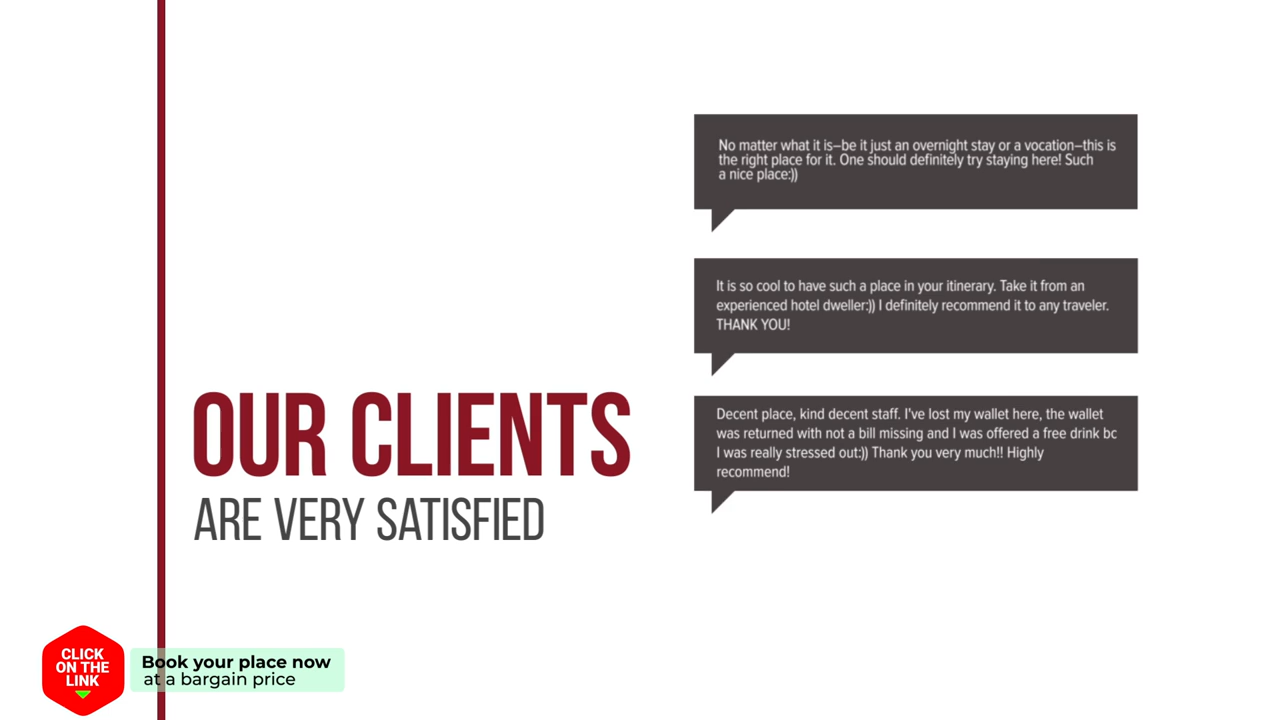 No matter what it is–be it just an overnight stay or a vocation–this is
the right place for it. One should definitely try staying here! Such
a nice place:))
It is so cool to have such a place in your itinerary. Take it from an
experienced hotel dweller:)) I definitely recommend it to any traveler.
THANK YOU!
Decent place, kind decent staff. I've lost my wallet here, the wallet
was returned with not a bill missing and I was offered a free drink bc
I was really stressed out:)) Thank you very much!! Highly
recommend!
OUR CLIENTS
ARE VERY SATISFIED
CLICK
ON THE
LINK
Book your place now
at a bargain price